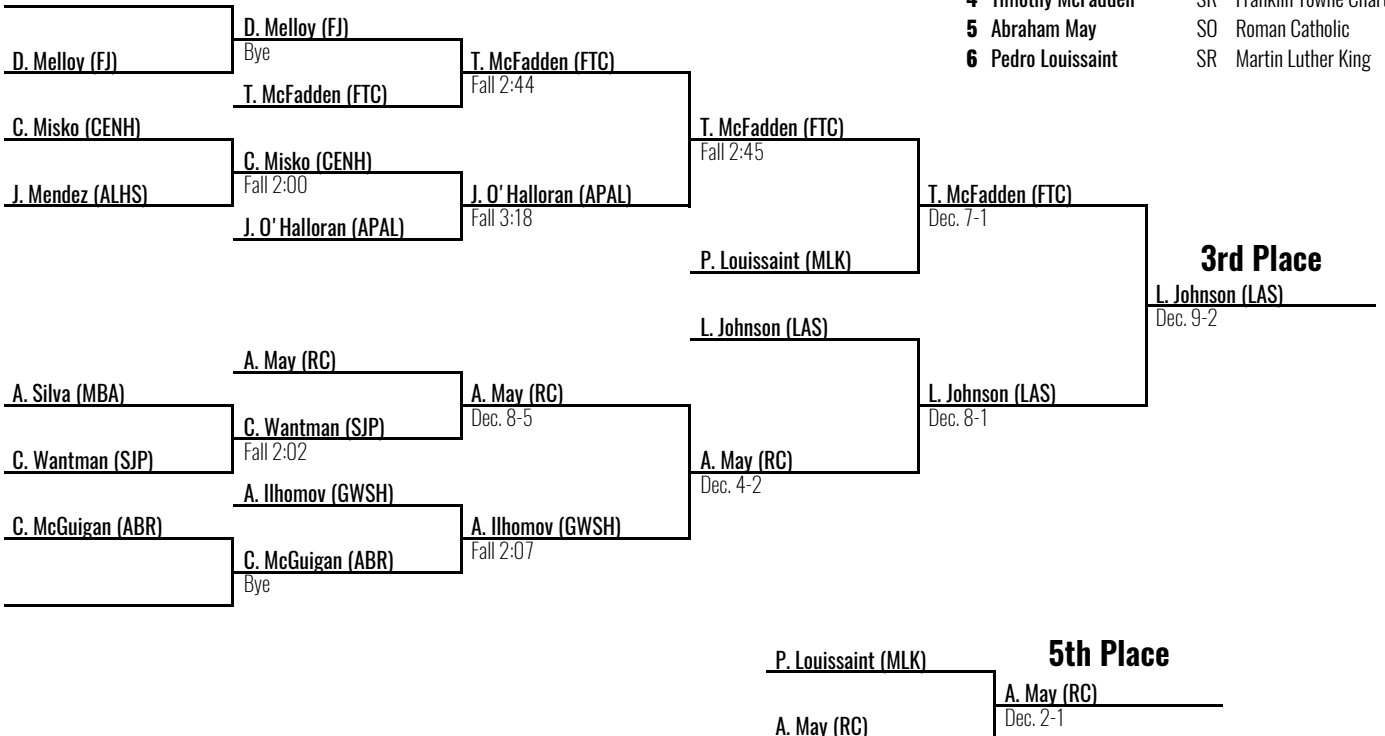 4 Timothy McFadden SR Franklin Towne
5 Abraham May SO Roman Catholic
6 Pedro Louissaint SR Martin Luther King
D. Melloy (FJ)
D. Melloy (FJ)
Bye
T. McFadden (FTC)
T. McFadden (FTC)
Fall 2:44
C. Misko (CENH)
J. Mendez (ALHS)
C. Misko (CENH)
Fall 2:00
J. O'Halloran (APAL)
J. O'Halloran (APAL)
Fall 3:18
T. McFadden (FTC)
Fall 2:45
P. Louissaint (MLK)
T. McFadden (FTC)
Dec. 7-1
3rd Place
L. Johnson (LAS)
Dec. 9-2
L. Johnson (LAS)
L. Johnson (LAS)
Dec. 8-1
A. May (RC)
A. Silva (MBA)
C. Wantman (SJP)
C. Wantman (SJP)
Fall 2:02
A. May (RC)
Dec. 8-5
A. May (RC)
Dec. 4-2
A. Ilhomov (GWSH)
C. McGuigan (ABR)
C. McGuigan (ABR)
Bye
A. Ilhomov (GWSH)
Fall 2:07
5th Place
P. Louissaint (MLK)
A. May (RC)
A. May (RC)
Dec. 2-1